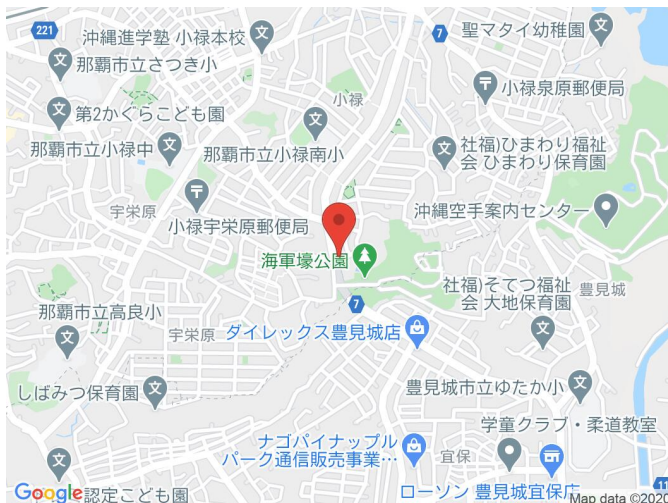 221
沖縄進学塾 小禄本校
那覇市立さつき小
7
聖マタイ幼稚園
小禄泉原郵便局
第2かぐらこども園
小禄
那覇市立小禄中
那覇市立小禄南小
社福)ひまわり福祉
会 ひまわり保育園
宇栄原
小禄宇栄原郵便局
沖縄空手案内センター
海軍壕公園
豊見城
社福)そてつ福祉
会 大地保育園
7
那覇市立高良小
宇栄原
ダイレックス豊見城店
しばみつ保育園
豊見城市立ゆたか小
学童クラブ・柔道教室
ナゴパイナップル
パーク通信販売事業…
宜保
ローソン 豊見城宜保店
認定こども園
Google
Map data ©2020